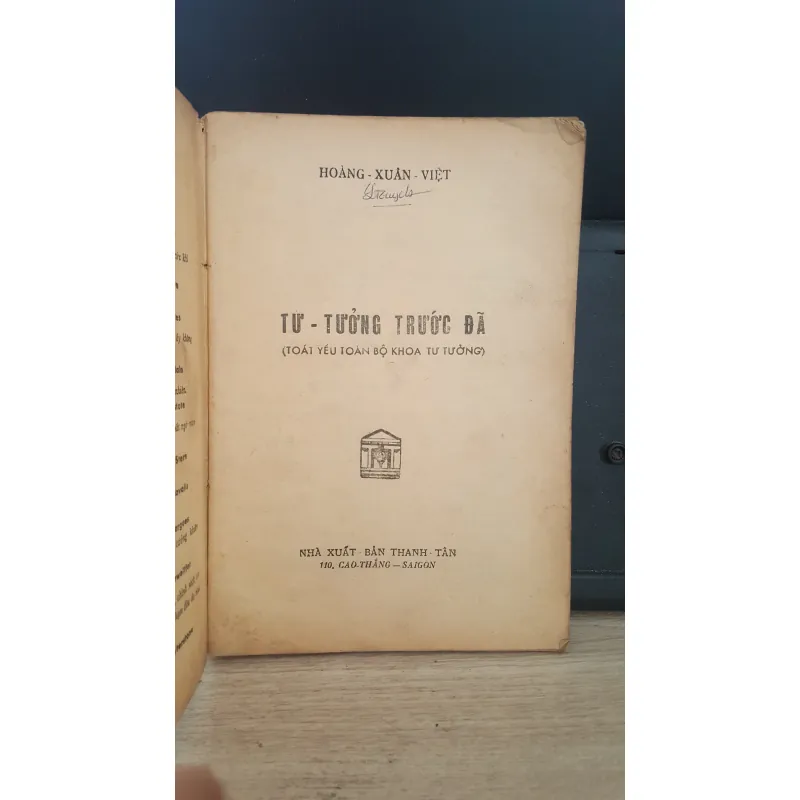 HOÀNG - XUÂN - VIỆT
TƯ - TƯỞNG TRƯỚC ĐÃ
(TOÁT YẾU TOÀN BỘ KHOA TƯ TƯỞNG)
NHÀ XUẤT - BẢN THANH - TÂN
110, CAO-THẮNG — SAIGON